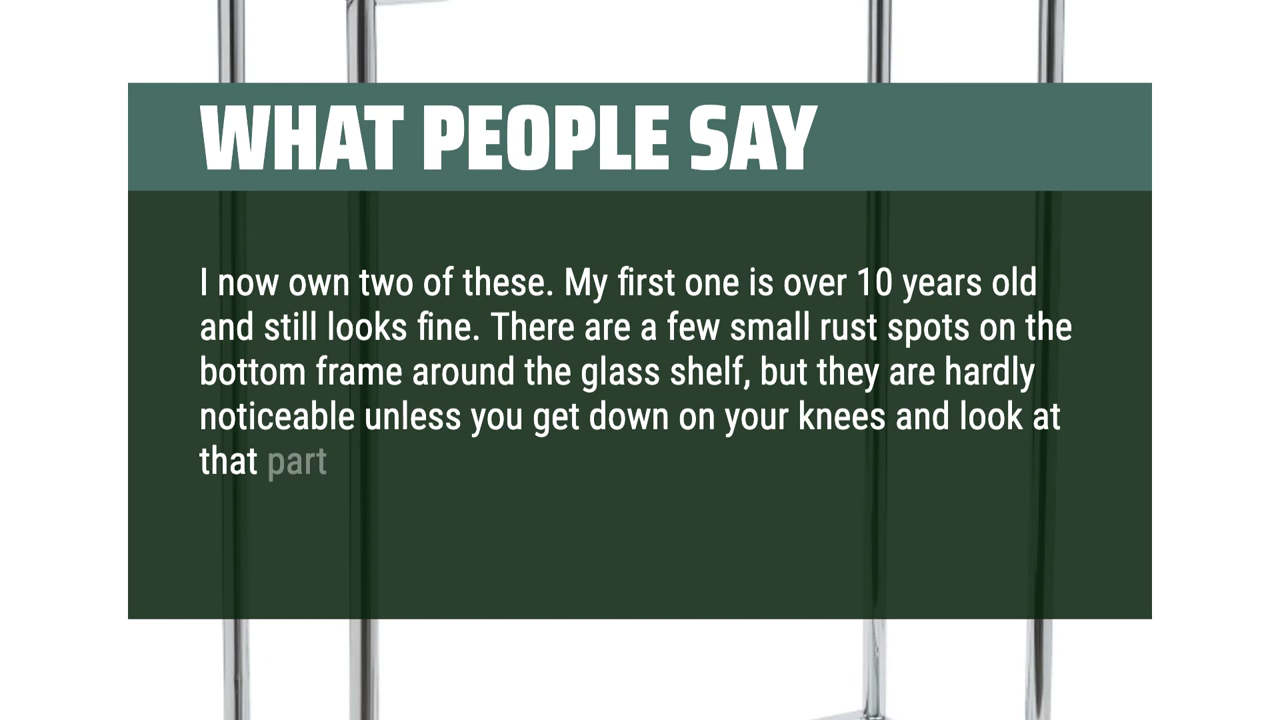 WHAT PEOPLE SAY
I now own two of these. My first one is over 10 years old
and still looks fine. There are a few small rust spots on the
bottom frame around the glass shelf, but they are hardly
noticeable unless you get down on your knees and look at
that part